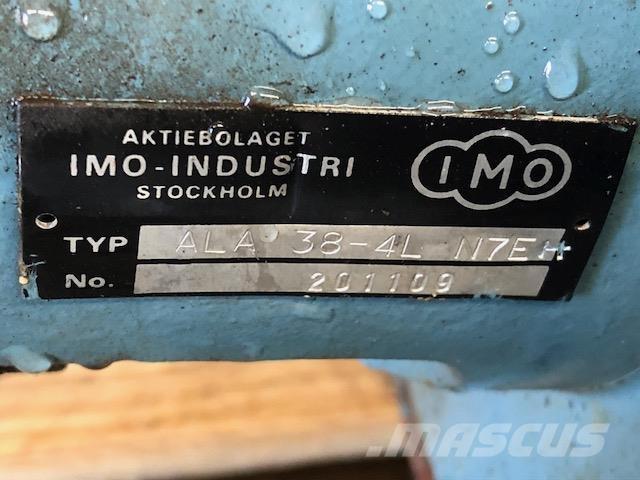 AKTIEBOLAGET
IMO-INDUSTRI
STOCKHOLM
IMO
TYP ALA 38-4L N7EH
No. 201109
MASCUS